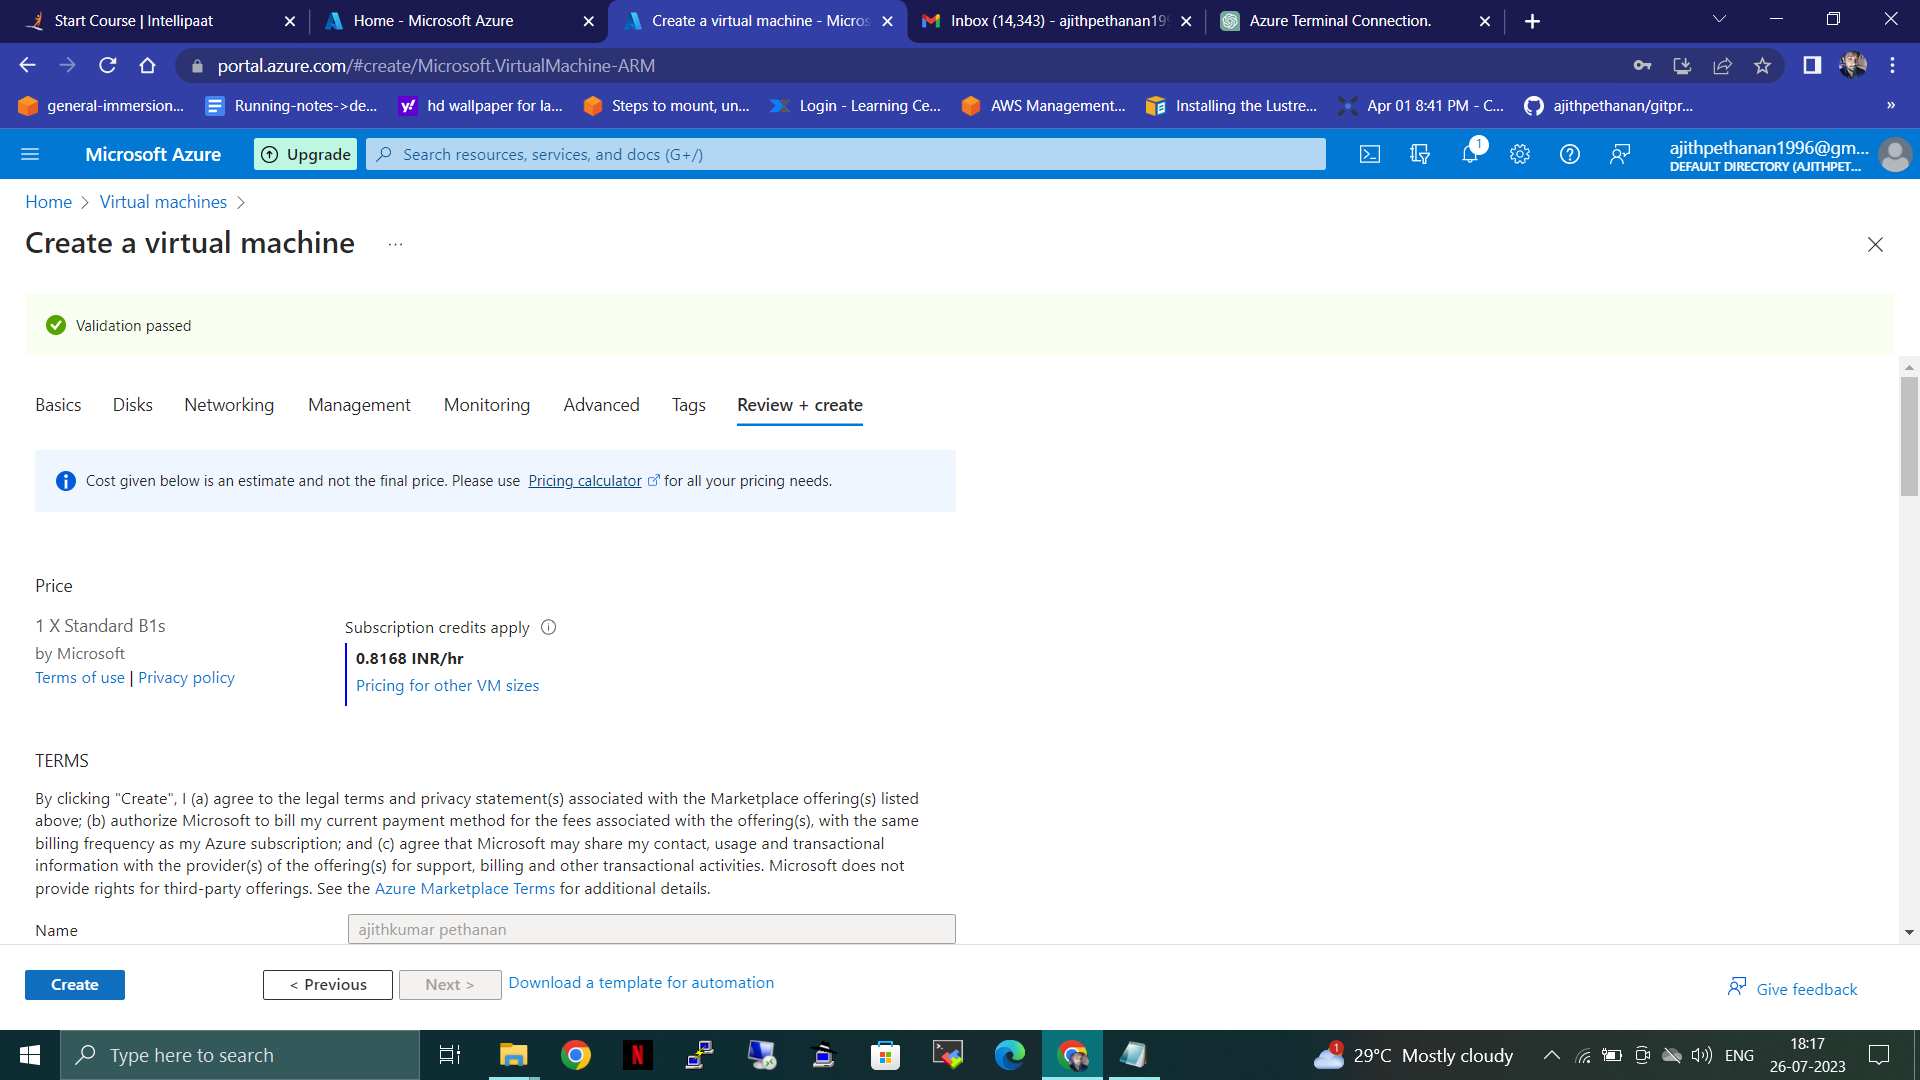 Start Course | Intellipaat
Home - Microsoft Azure
Create a virtual machine - Micros
Inbox (14,343) - ajithpethanan199
Azure Terminal Connection.
portal.azure.com/#create/Microsoft.VirtualMachine-ARM
general-immersion...
Running-notes->de...
hd wallpaper for la...
Steps to mount, un...
Login - Learning Ce...
AWS Management...
Installing the Lustre...
Apr 01 8:41 PM - C...
ajithpethanan/gitpr...
»
Microsoft Azure
Upgrade
Search resources, services, and docs (G+/)
1
ajithpethanan1996@gm...
DEFAULT DIRECTORY (AJITHPET...
Home > Virtual machines >
Create a virtual machine ...
Validation passed
Basics
Disks
Networking
Management
Monitoring
Advanced
Tags
Review + create
Cost given below is an estimate and not the final price. Please use Pricing calculator for all your pricing needs.
Price
1 X Standard B1s
by Microsoft
Terms of use | Privacy policy
Subscription credits apply
0.8168 INR/hr
Pricing for other VM sizes
TERMS
By clicking "Create", I (a) agree to the legal terms and privacy statement(s) associated with the Marketplace offering(s) listed
above; (b) authorize Microsoft to bill my current payment method for the fees associated with the offering(s), with the same
billing frequency as my Azure subscription; and (c) agree that Microsoft may share my contact, usage and transactional
information with the provider(s) of the offering(s) for support, billing and other transactional activities. Microsoft does not
provide rights for third-party offerings. See the Azure Marketplace Terms for additional details.
Name
ajithkumar pethanan
Create
< Previous
Next >
Download a template for automation
Give feedback
Type here to search
1
29°C Mostly cloudy
ENG
18:17
26-07-2023